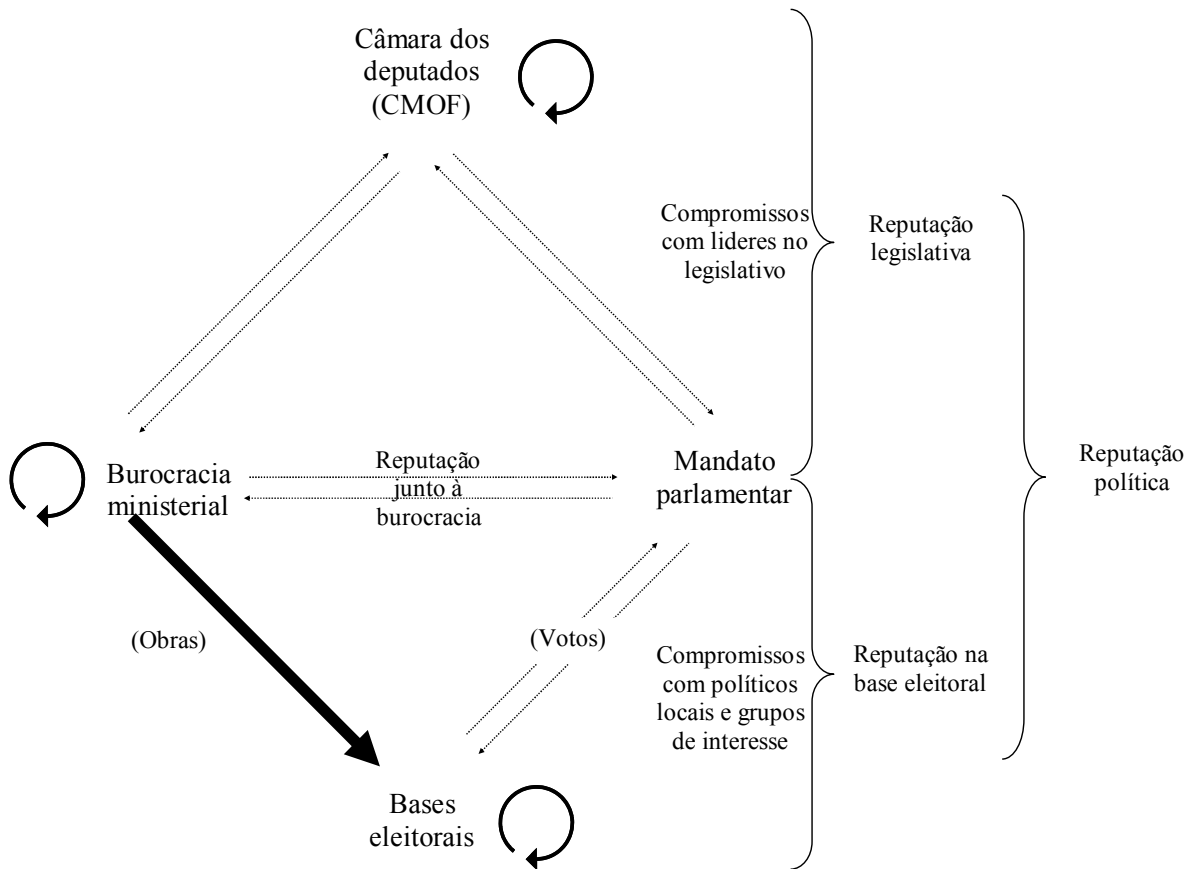 Câmara dos
deputados
(CMOF)
Compromissos
com lideres no
legislativo
Reputação
legislativa
Burocracia
ministerial
Reputação
junto à
burocracia
Mandato
parlamentar
Reputação
política
(Obras)
(Votos)
Compromissos
com políticos
locais e grupos
de interesse
Reputação na
base eleitoral
Bases
eleitorais